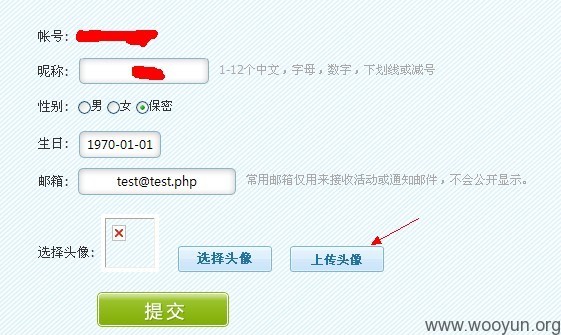 帐号:
昵称: 1-12个中文，字母，数字，下划线或减号
性别: 男 女 保密
生日: 1970-01-01
邮箱: test@test.php 常用邮箱仅用来接收活动或通知邮件，不会公开显示。
选择头像: 选择头像 上传头像
提交
www.wooyun.org